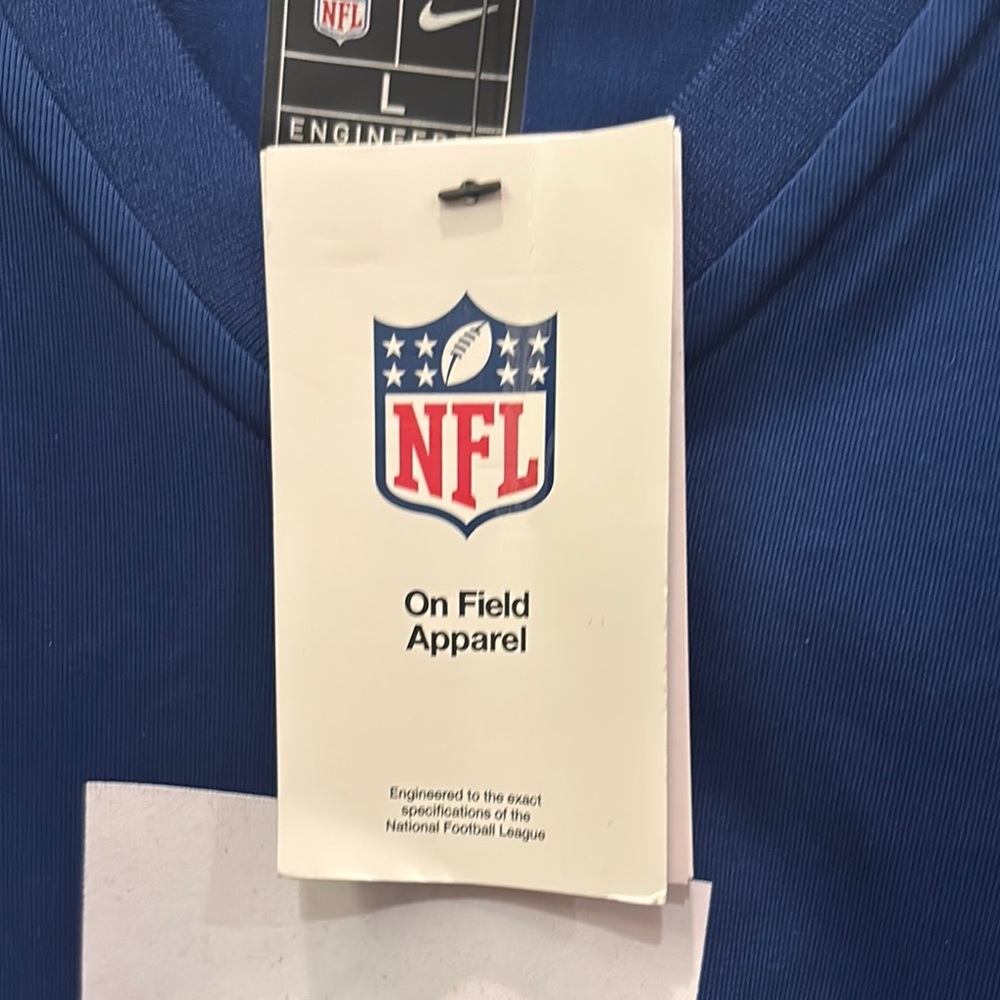 NFL
L
NFL
On Field
Apparel
Engineered to the exact
specifications of the
National Football League